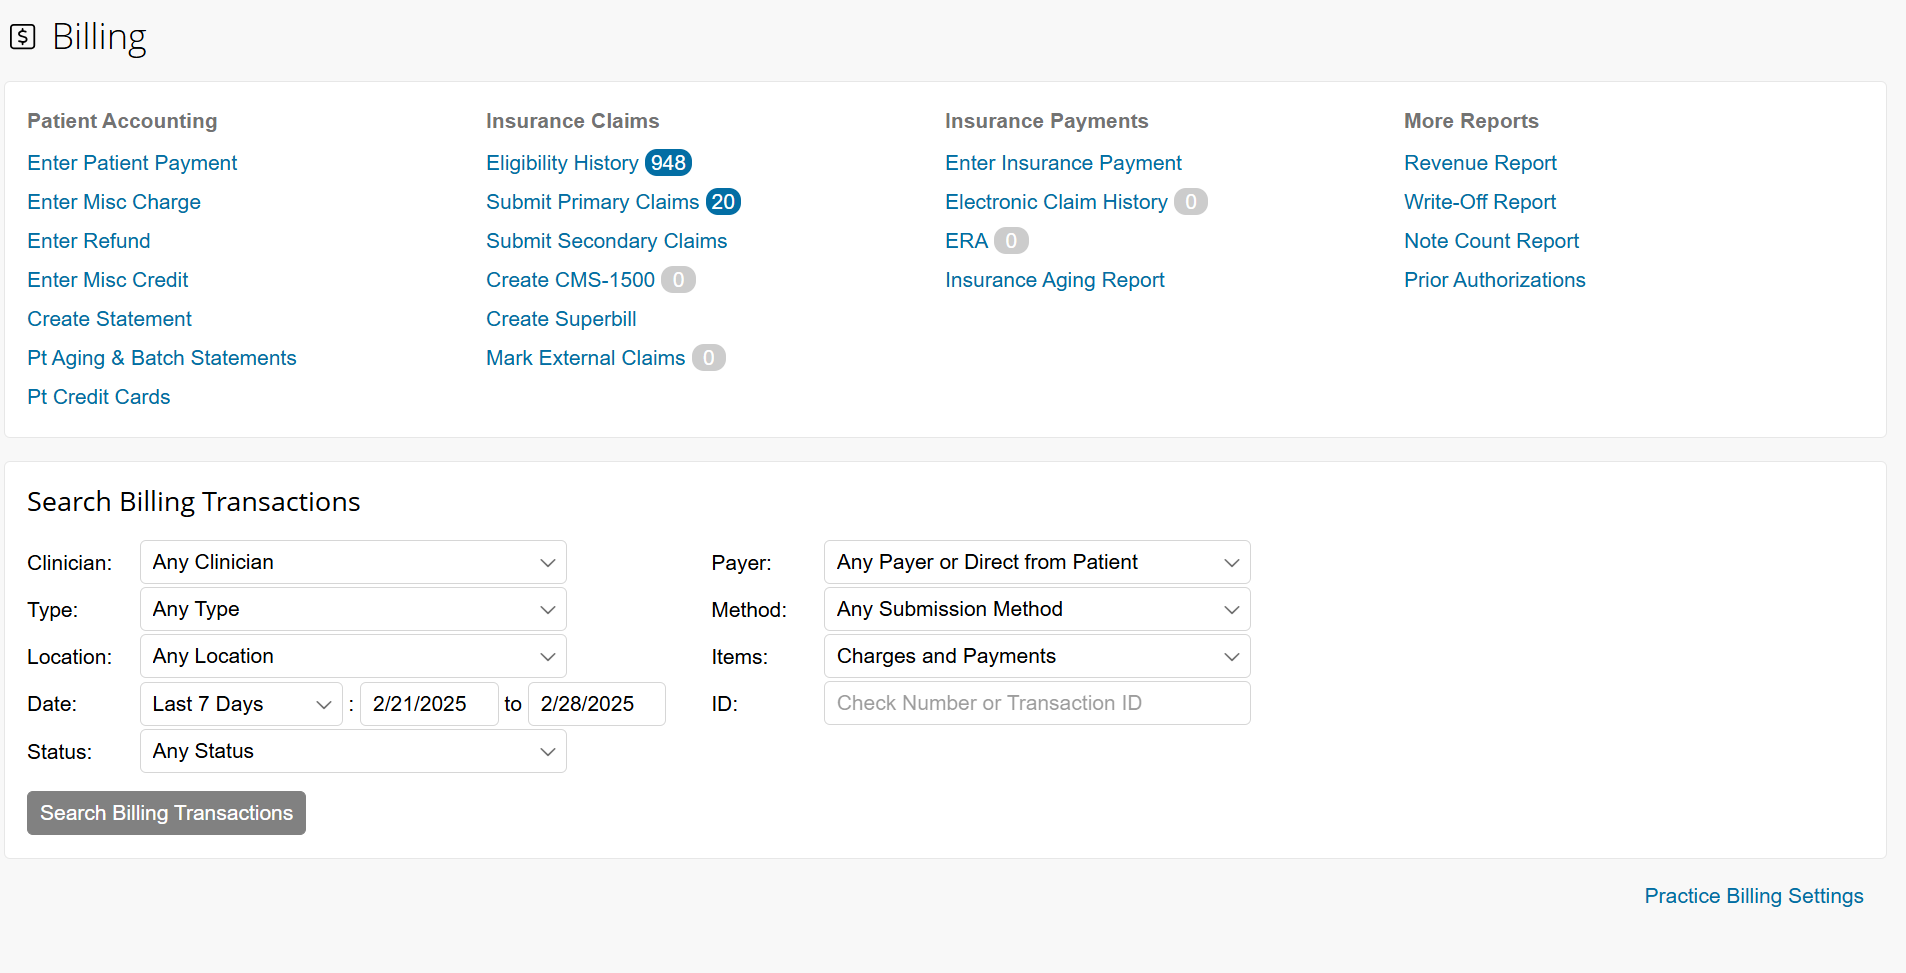 $ Billing
Patient Accounting
Enter Patient Payment
Enter Misc Charge
Enter Refund
Enter Misc Credit
Create Statement
Pt Aging & Batch Statements
Pt Credit Cards
Insurance Claims
Eligibility History 948
Submit Primary Claims 20
Submit Secondary Claims
Create CMS-1500 0
Create Superbill
Mark External Claims 0
Insurance Payments
Enter Insurance Payment
Electronic Claim History 0
ERA 0
Insurance Aging Report
More Reports
Revenue Report
Write-Off Report
Note Count Report
Prior Authorizations
Search Billing Transactions
Clinician: Any Clinician
Type: Any Type
Location: Any Location
Date: Last 7 Days : 2/21/2025 to 2/28/2025
Status: Any Status
Payer: Any Payer or Direct from Patient
Method: Any Submission Method
Items: Charges and Payments
ID: Check Number or Transaction ID
Search Billing Transactions
Practice Billing Settings